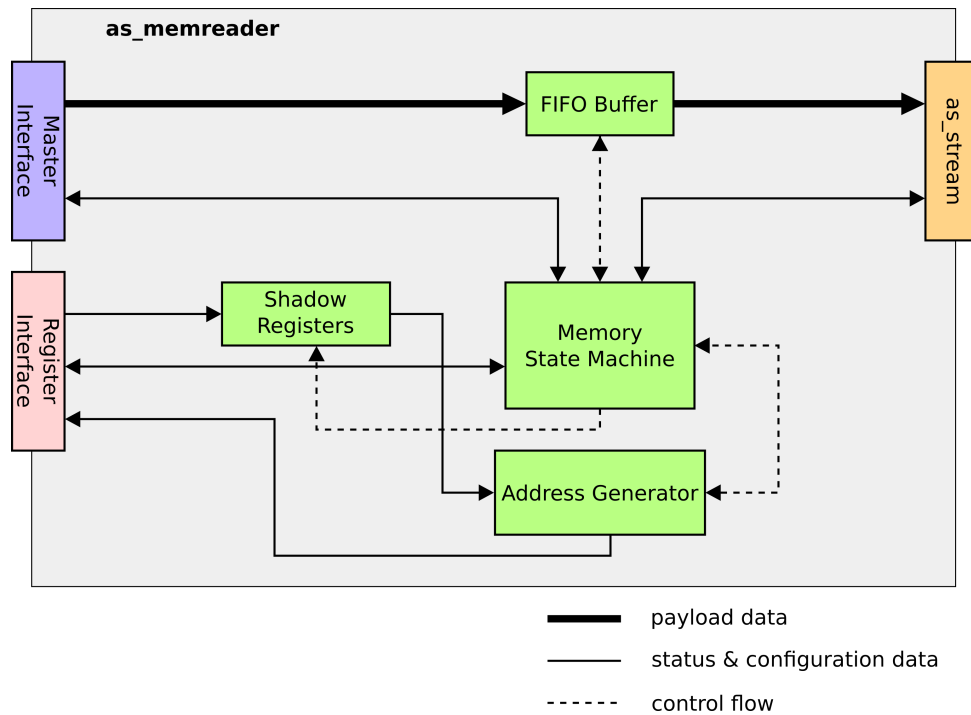 as_memreader
Master
Interface
FIFO Buffer
as_stream
Register
Interface
Shadow
Registers
Memory
State Machine
Address Generator
payload data
status & configuration data
control flow